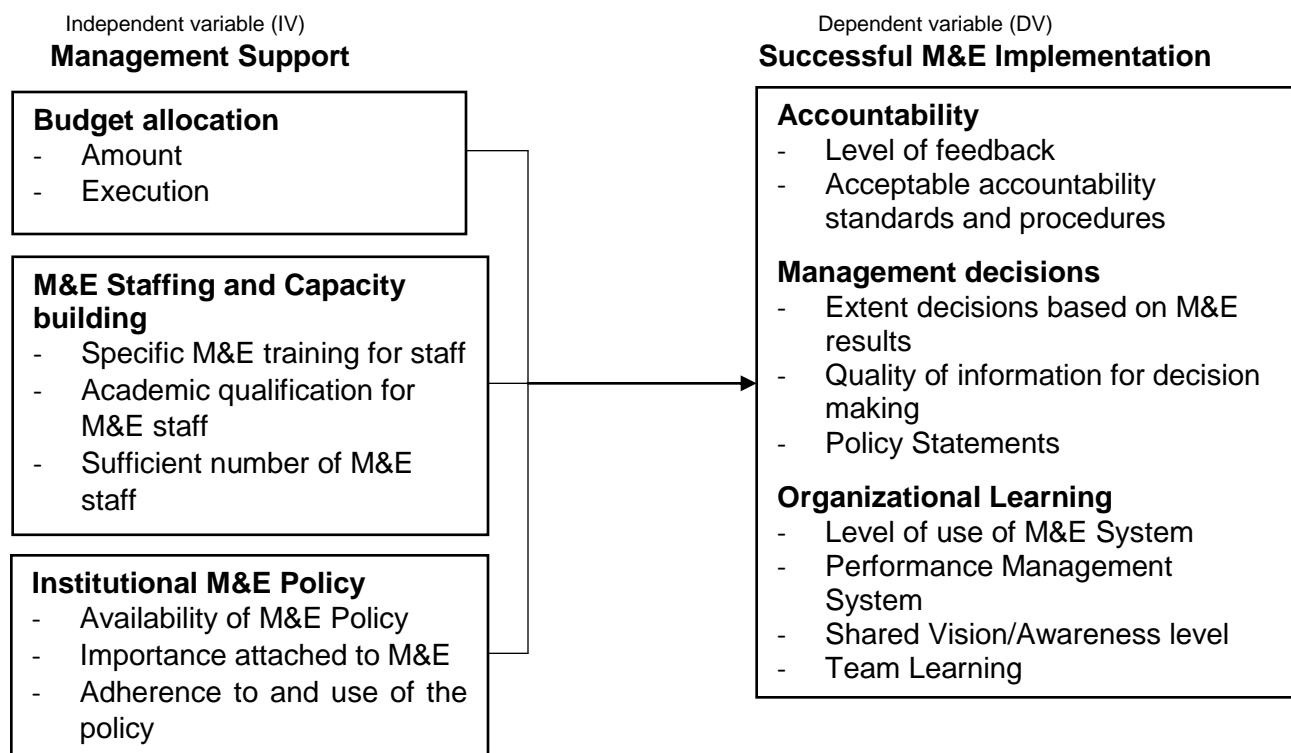 Independent variable (IV)
Management Support
Budget allocation
- Amount
- Execution
M&E Staffing and Capacity
building
- Specific M&E training for staff
- Academic qualification for
M&E staff
- Sufficient number of M&E
staff
Institutional M&E Policy
- Availability of M&E Policy
- Importance attached to M&E
- Adherence to and use of the
policy
Dependent variable (DV)
Successful M&E Implementation
Accountability
- Level of feedback
- Acceptable accountability
standards and procedures
Management decisions
- Extent decisions based on M&E
results
- Quality of information for decision
making
- Policy Statements
Organizational Learning
- Level of use of M&E System
- Performance Management
System
- Shared Vision/Awareness level
- Team Learning